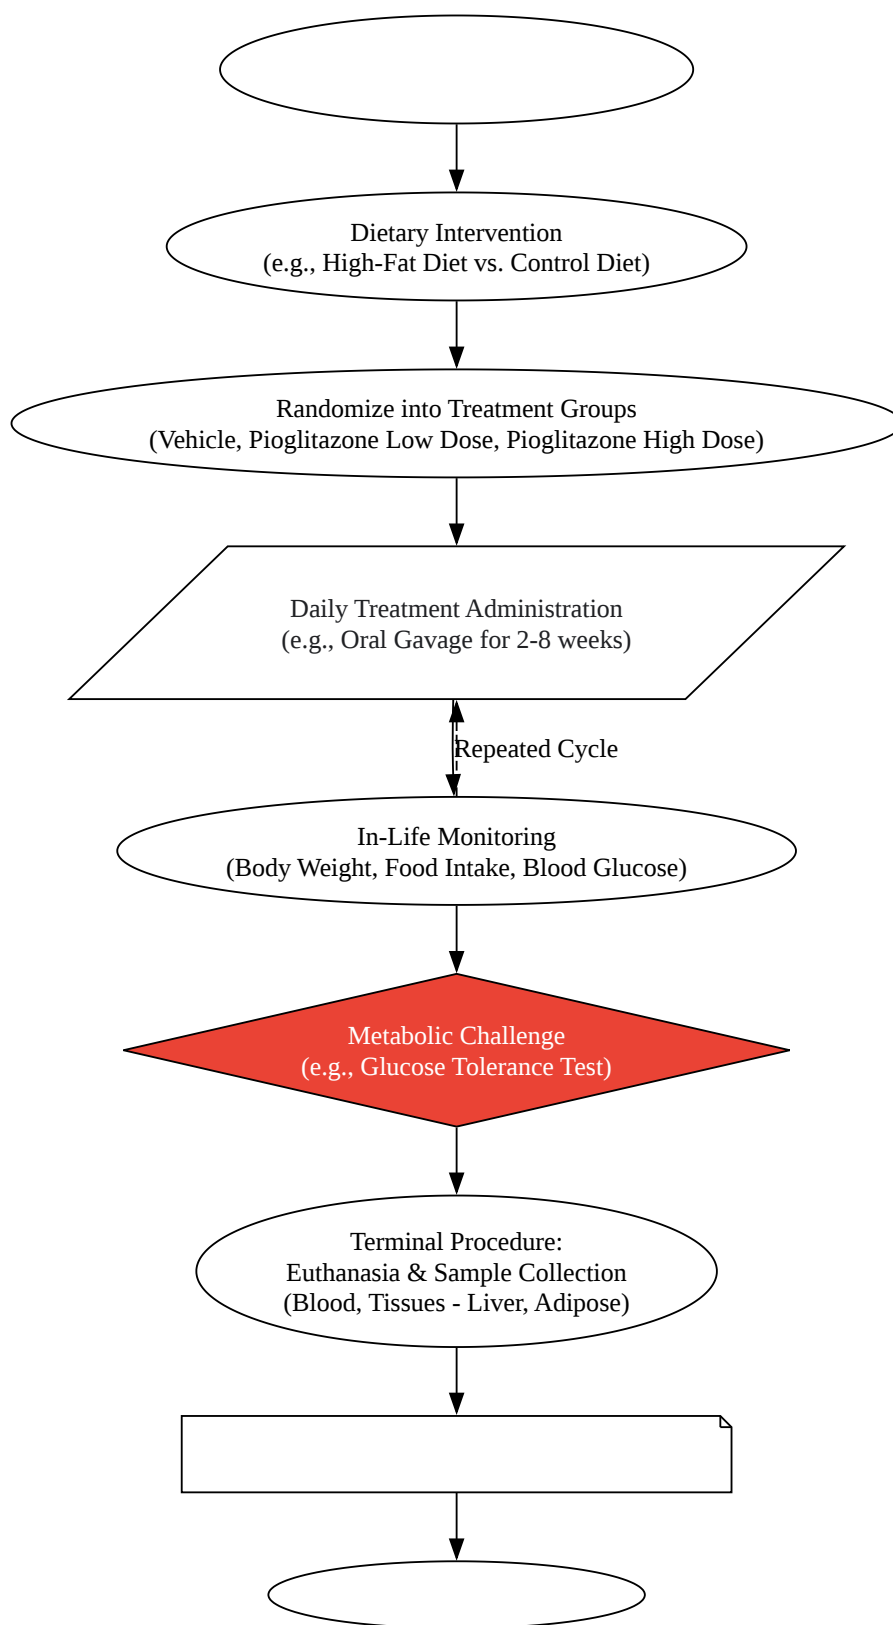 Dietary Intervention
(e.g., High-Fat Diet vs. Control Diet)
Randomize into Treatment Groups
(Vehicle, Pioglitazone Low Dose, Pioglitazone High Dose)
Daily Treatment Administration
(e.g., Oral Gavage for 2-8 weeks)
Repeated Cycle
In-Life Monitoring
(Body Weight, Food Intake, Blood Glucose)
Metabolic Challenge
(e.g., Glucose Tolerance Test)
Terminal Procedure:
Euthanasia & Sample Collection
(Blood, Tissues - Liver, Adipose)